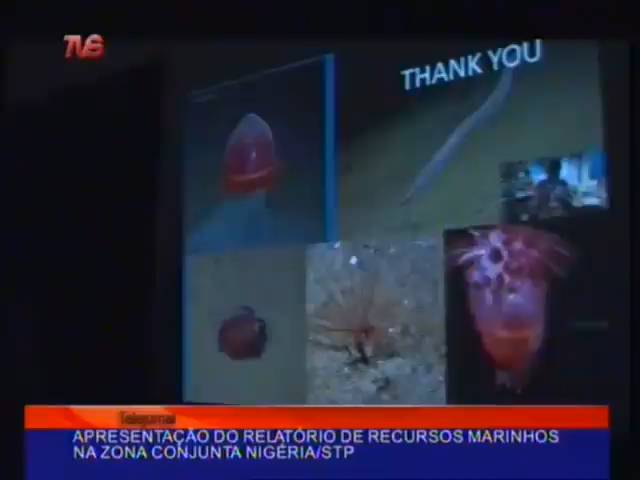 TVS
THANK YOU
Telejornal
APRESENTAÇÃO DO RELATÓRIO DE RECURSOS MARINHOS
NA ZONA CONJUNTA NIGÉRIA/STP